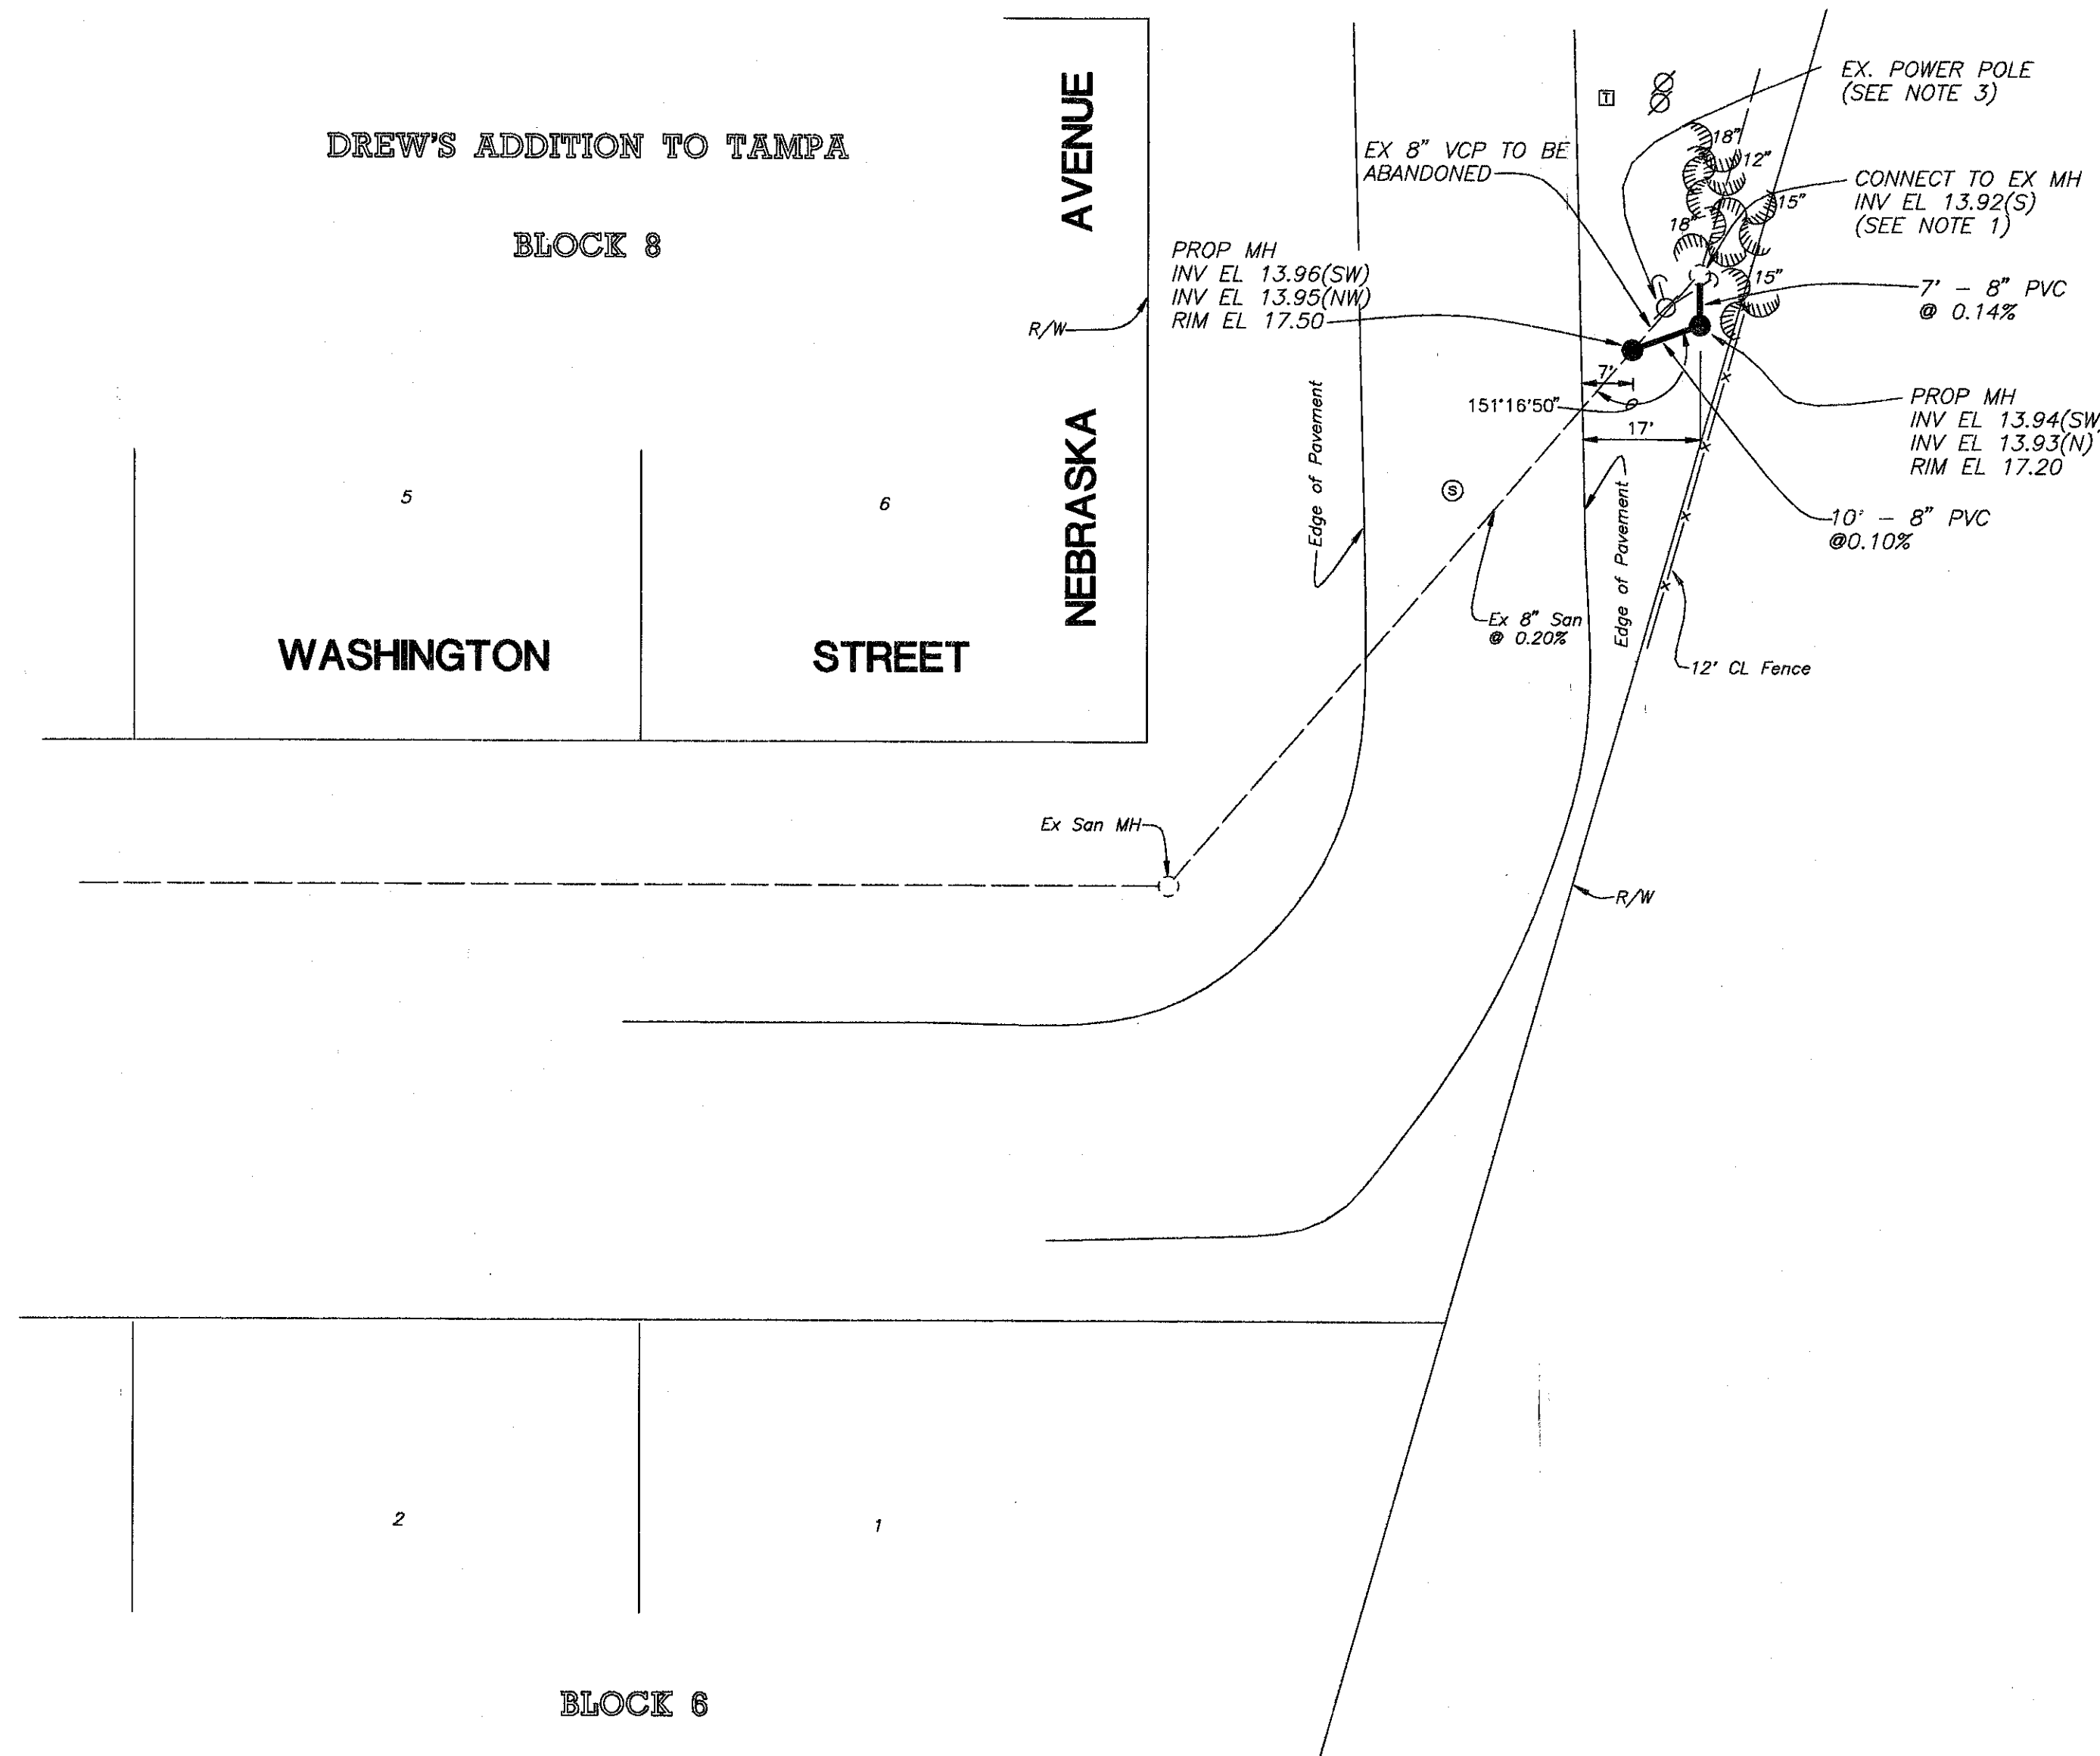 DREW'S ADDITION TO TAMPA
BLOCK 8
NEBRASKA AVENUE
R/W
5
6
WASHINGTON STREET
PROP MH
INV EL 13.96(SW)
INV EL 13.95(NW)
RIM EL 17.50
EX 8" VCP TO BE
ABANDONED
T
EX. POWER POLE
(SEE NOTE 3)
18"
12"
15"
18"
15"
CONNECT TO EX MH
INV EL 13.92(S)
(SEE NOTE 1)
7' - 8" PVC
@ 0.14%
PROP MH
INV EL 13.94(SW)
INV EL 13.93(N)
RIM EL 17.20
10' - 8" PVC
@0.10%
7'
151°16'50"
17'
Edge of Pavement
S
Edge of Pavement
Ex 8" San
@ 0.20%
12' CL Fence
Ex San MH
R/W
2
1
BLOCK 6